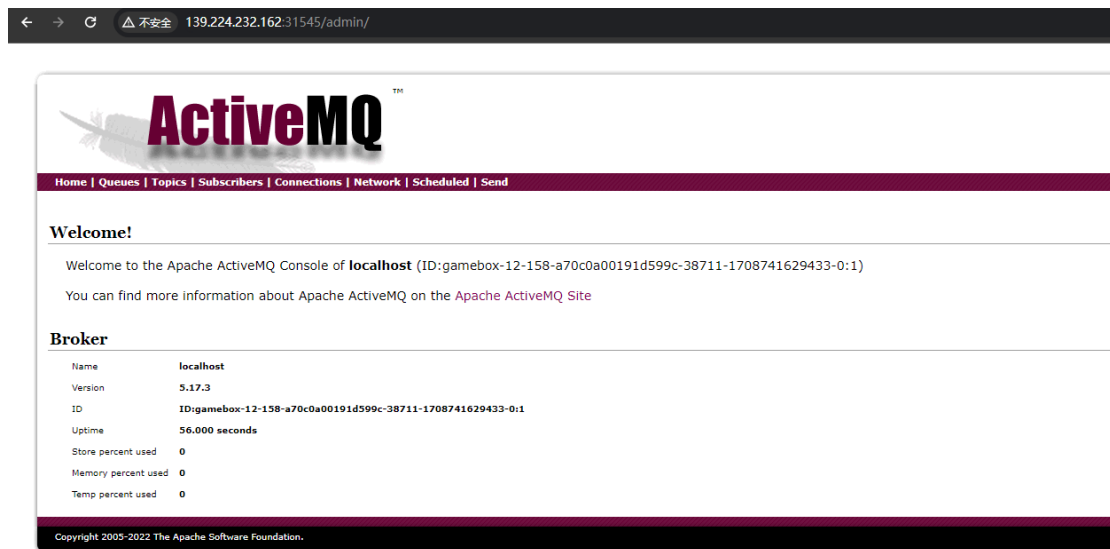 不安全 139.224.232.162:31545/admin/
ActiveMQ ™
Home | Queues | Topics | Subscribers | Connections | Network | Scheduled | Send
Welcome!
Welcome to the Apache ActiveMQ Console of localhost (ID:gamebox-12-158-a70c0a00191d599c-38711-1708741629433-0:1)
You can find more information about Apache ActiveMQ on the Apache ActiveMQ Site
Broker
Name localhost
Version 5.17.3
ID ID:gamebox-12-158-a70c0a00191d599c-38711-1708741629433-0:1
Uptime 56.000 seconds
Store percent used 0
Memory percent used 0
Temp percent used 0
Copyright 2005-2022 The Apache Software Foundation.